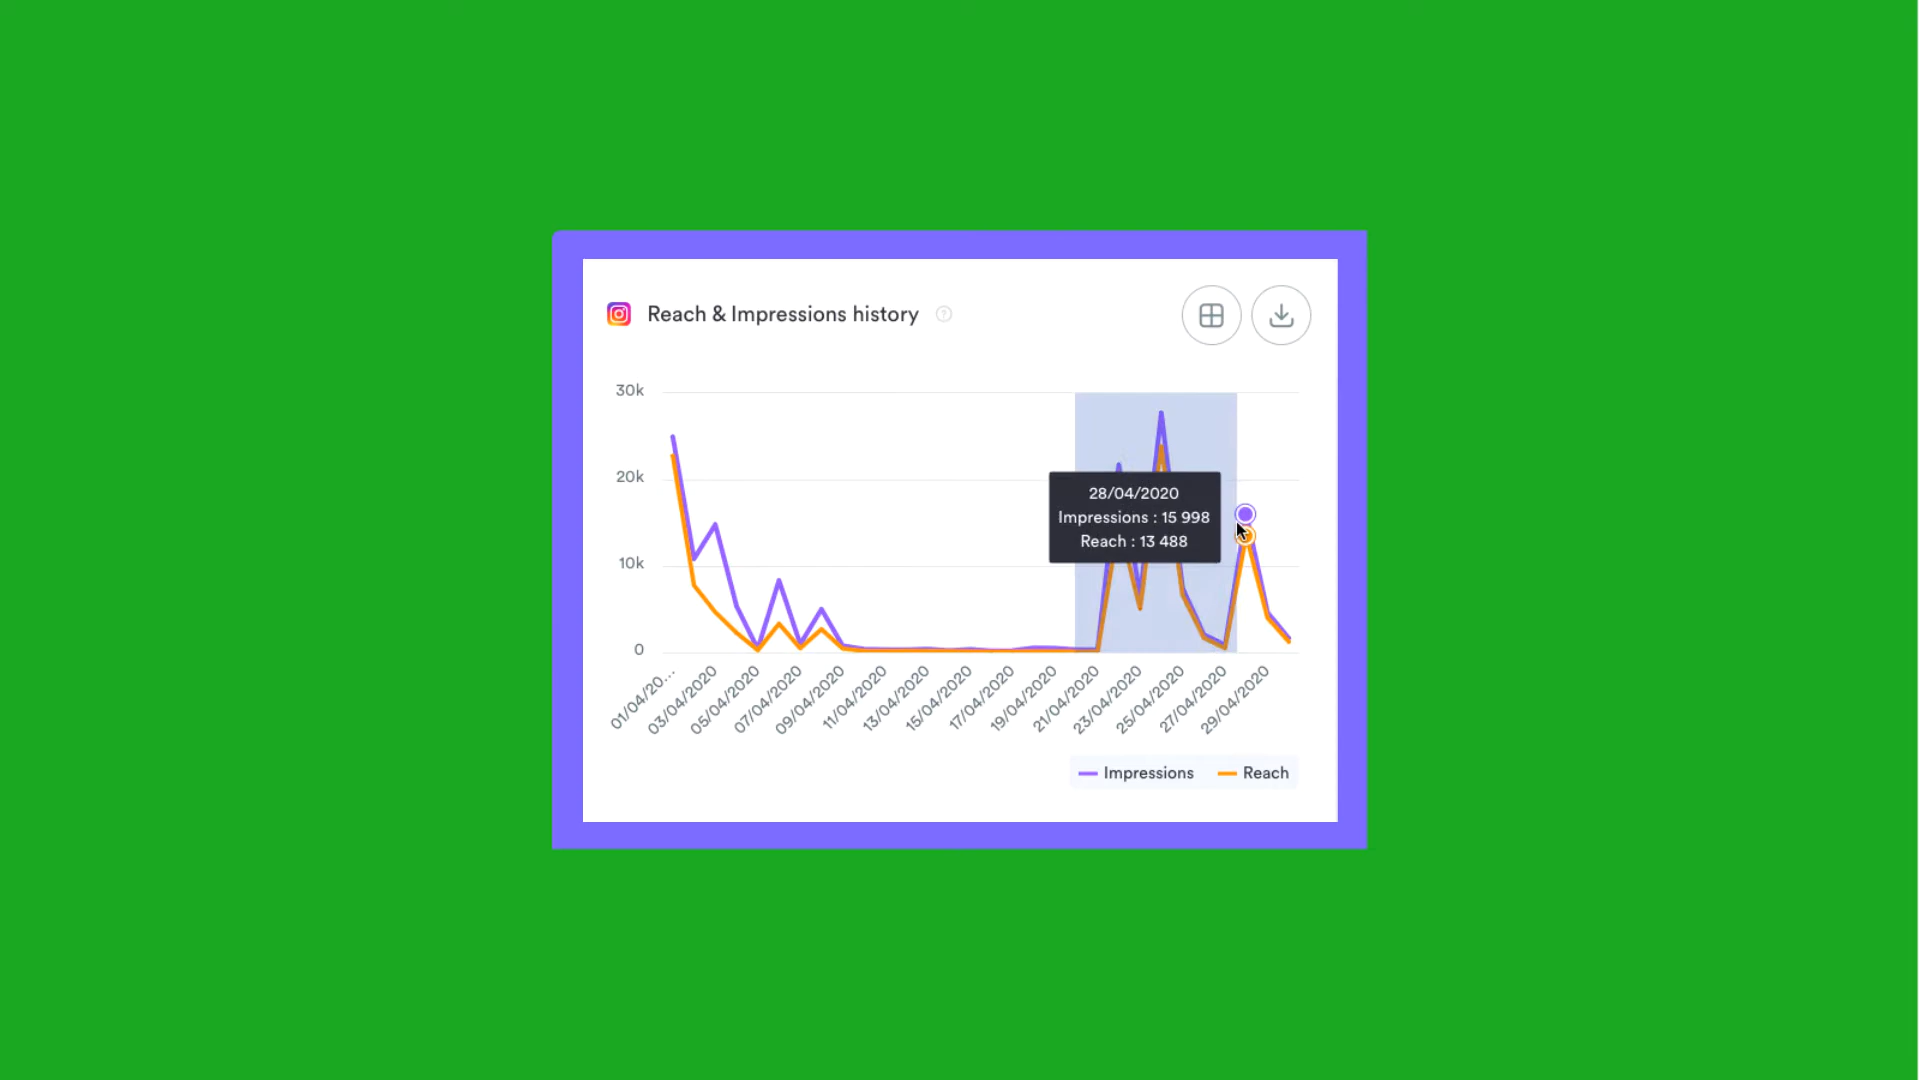 Reach & Impressions history
30k
20k
10k
0
28/04/2020
Impressions : 15 998
Reach : 13 488
01/04/20...
03/04/2020
05/04/2020
07/04/2020
09/04/2020
11/04/2020
13/04/2020
15/04/2020
17/04/2020
19/04/2020
21/04/2020
23/04/2020
25/04/2020
27/04/2020
29/04/2020
Impressions
Reach